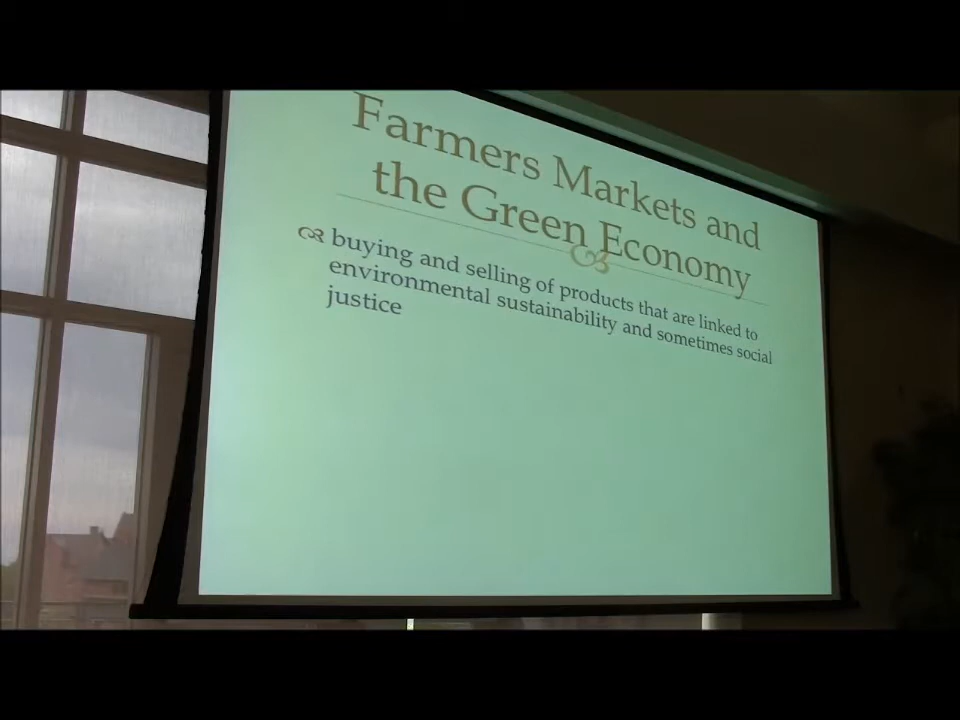 Farmers Markets and
the Green Economy
buying and selling of products that are linked to
environmental sustainability and sometimes social
justice